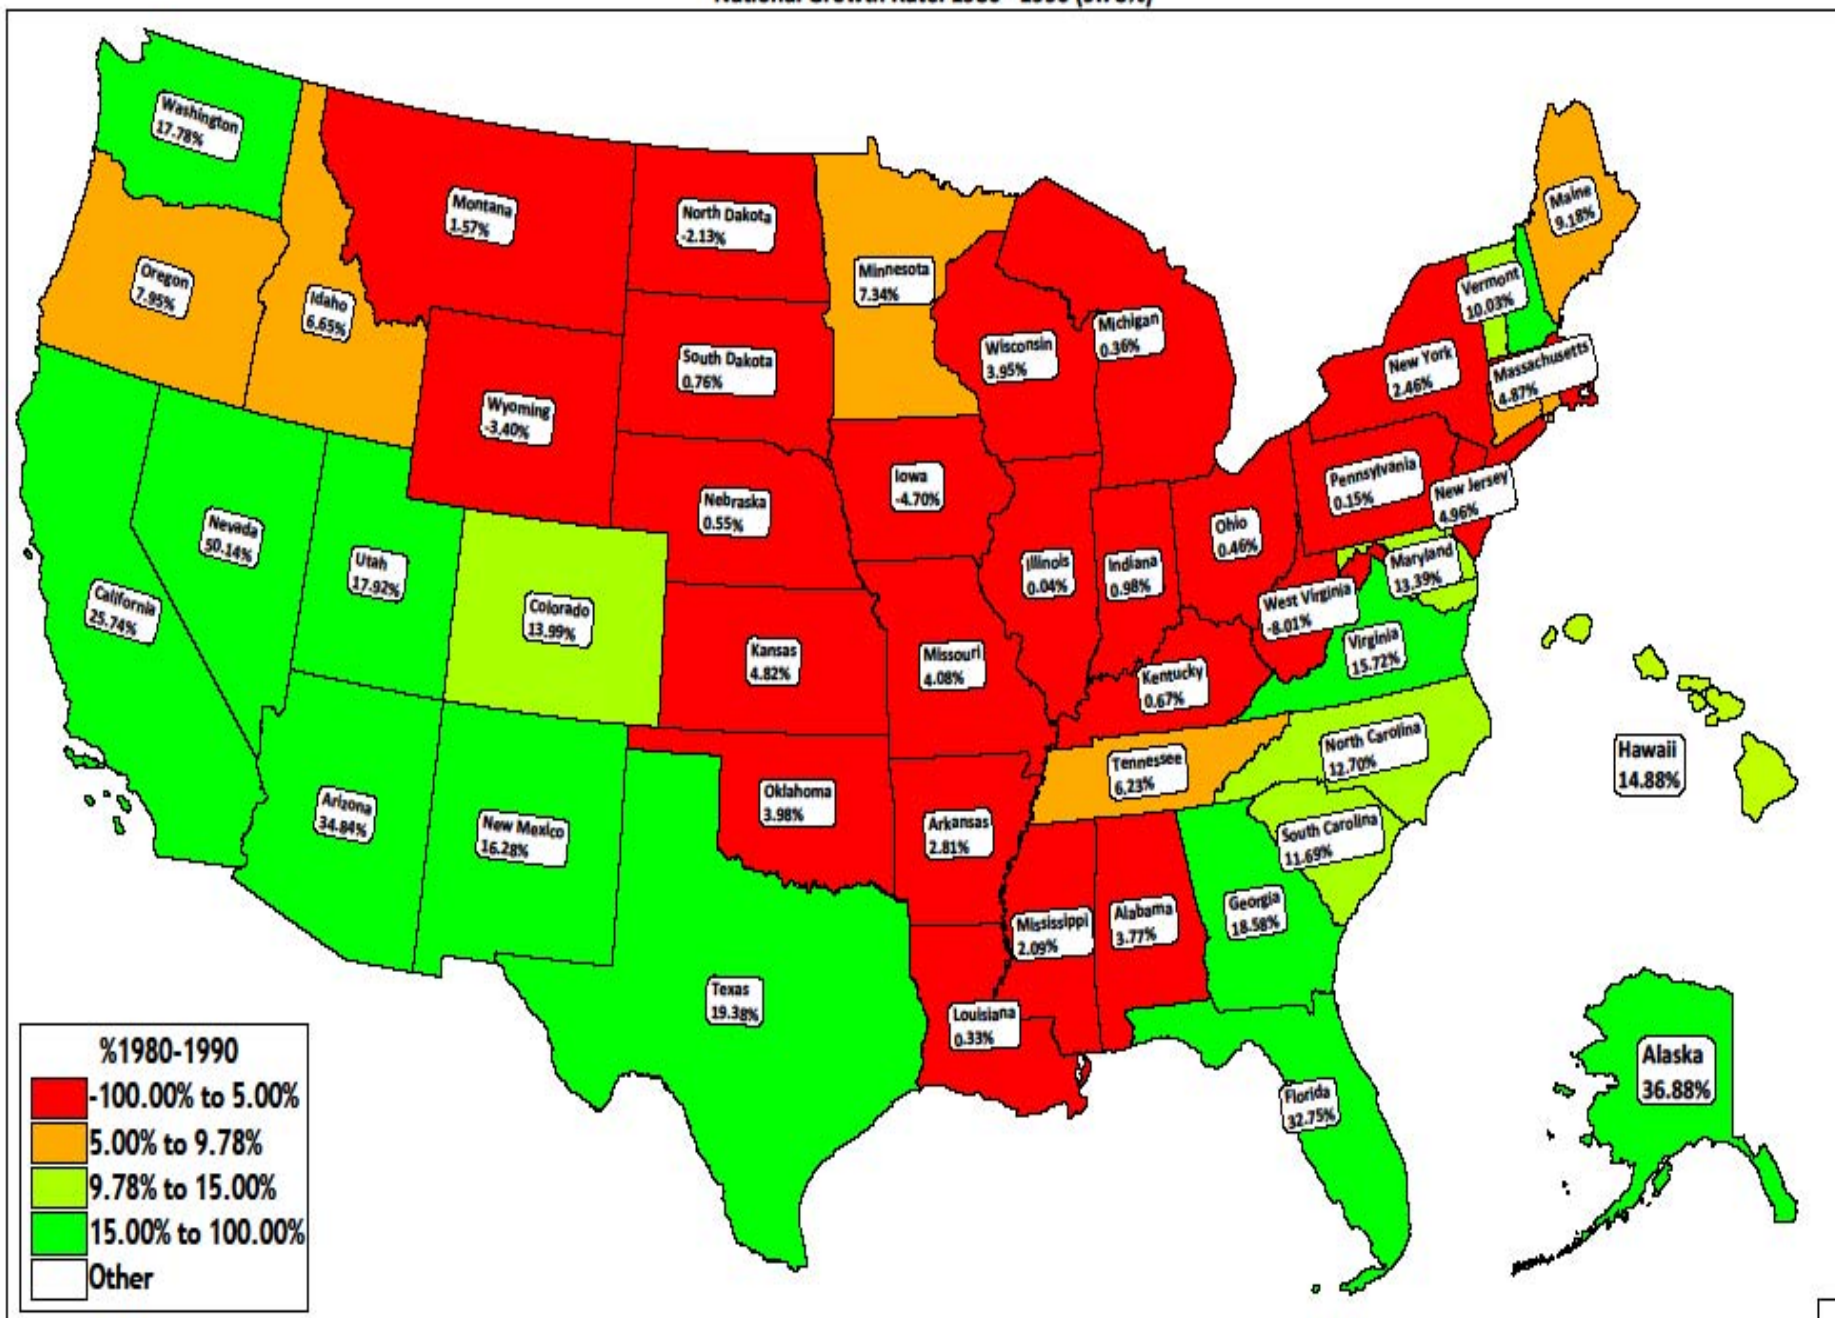 National Growth Rate: 1980 - 1990 (9.78%)
Washington
17.78%
Montana
1.57%
North Dakota
-2.13%
Minnesota
7.34%
Maine
9.18%
Oregon
7.95%
Idaho
6.65%
Vermont
10.03%
Wisconsin
3.95%
Michigan
0.36%
New York
2.46%
Massachusetts
4.87%
South Dakota
0.76%
Wyoming
-3.40%
Iowa
-4.70%
Pennsylvania
0.15%
New Jersey
4.96%
Nebraska
0.55%
Nevada
50.14%
Utah
17.92%
Ohio
0.46%
Illinois
0.04%
Indiana
0.98%
Maryland
13.39%
California
25.74%
Colorado
13.99%
West Virginia
-8.01%
Virginia
15.72%
Kansas
4.82%
Missouri
4.08%
Kentucky
0.67%
North Carolina
12.70%
Hawaii
14.88%
Tennessee
6.23%
Arizona
34.84%
New Mexico
16.28%
Oklahoma
3.98%
Arkansas
2.81%
South Carolina
11.69%
Mississippi
2.09%
Alabama
3.77%
Georgia
18.58%
Texas
19.38%
Louisiana
0.33%
Florida
32.75%
Alaska
36.88%
%1980-1990
-100.00% to 5.00%
5.00% to 9.78%
9.78% to 15.00%
15.00% to 100.00%
Other